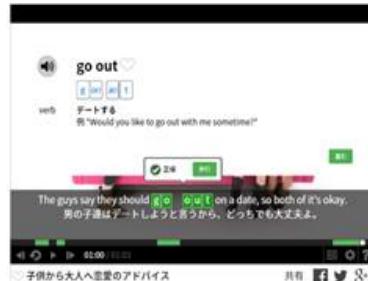 go out
g ou t
verb デートする
例 "Would you like to go out with me sometime?"
正解
The guys say they should go out on a date, so both of it's okay.
男の子達はデートしようと言うから、どっちでも大丈夫よ。
01:00
子供から大人へ恋愛のアドバイス
共有